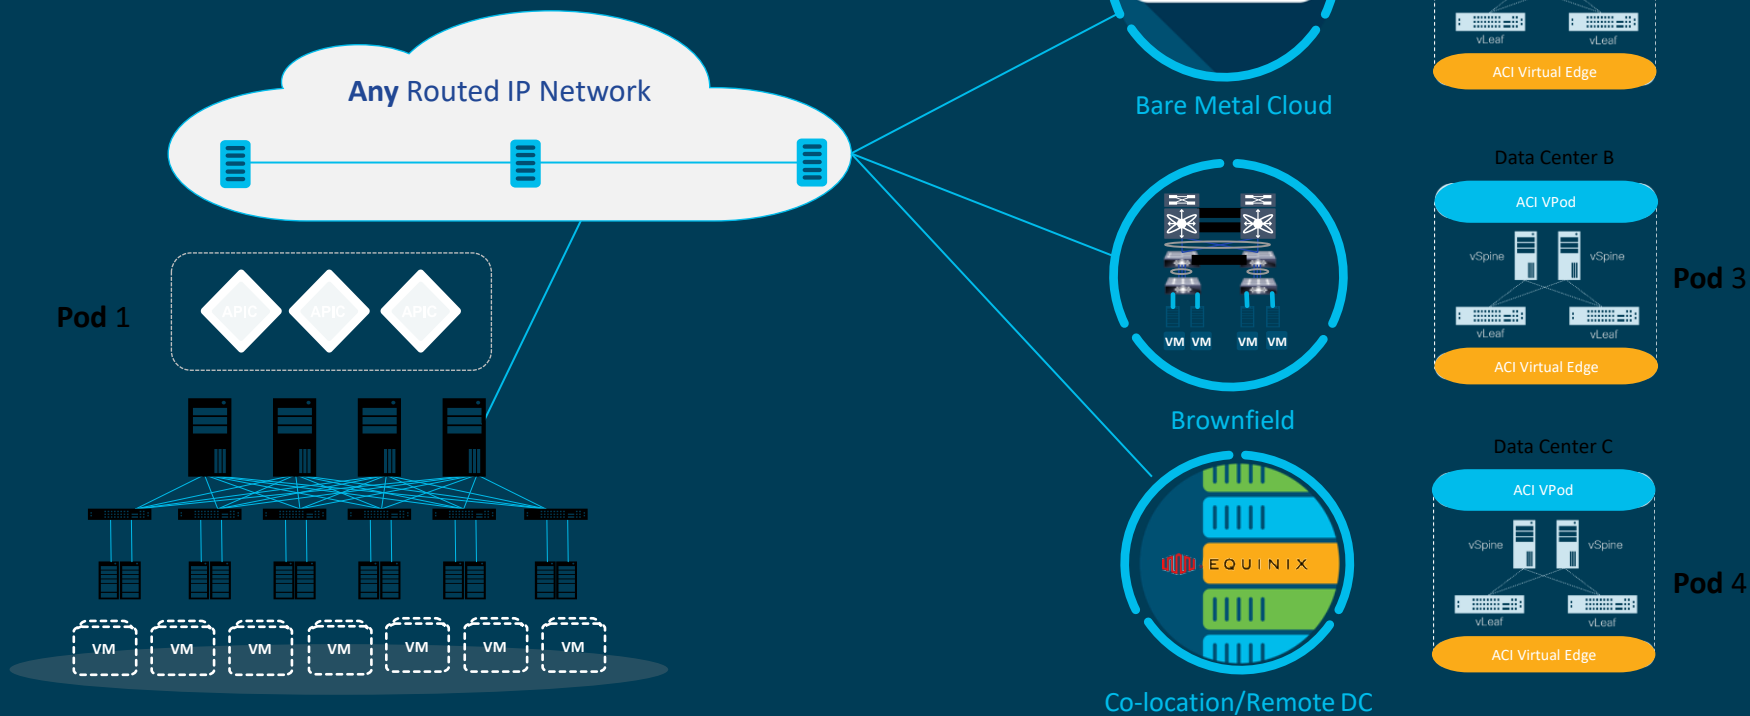 Any Routed IP Network
Pod 1
APIC APIC APIC
VM VM VM VM VM VM VM
Bare Metal Cloud
VM VM VM VM
Brownfield
EQUINIX
Co-location/Remote DC
vLeaf vLeaf
ACI Virtual Edge
Data Center B
ACI VPod
vSpine vSpine
Pod 3
vLeaf vLeaf
ACI Virtual Edge
Data Center C
ACI VPod
vSpine vSpine
Pod 4
vLeaf vLeaf
ACI Virtual Edge